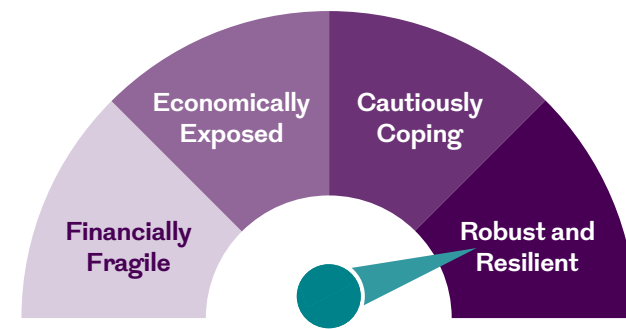 Economically
Exposed
Cautiously
Coping
Financially
Fragile
Robust and
Resilient